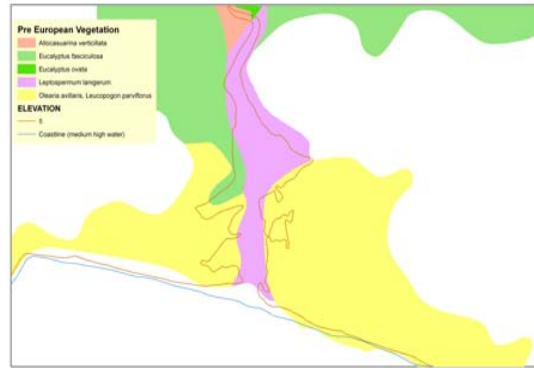 Pre European Vegetation
Allocasuarina verticillata
Eucalyptus fasciculosa
Eucalyptus ovata
Leptospermum lanigerum
Olearia axillaris, Leucopogon parviflorus
ELEVATION
5
Coastline (medium high water)